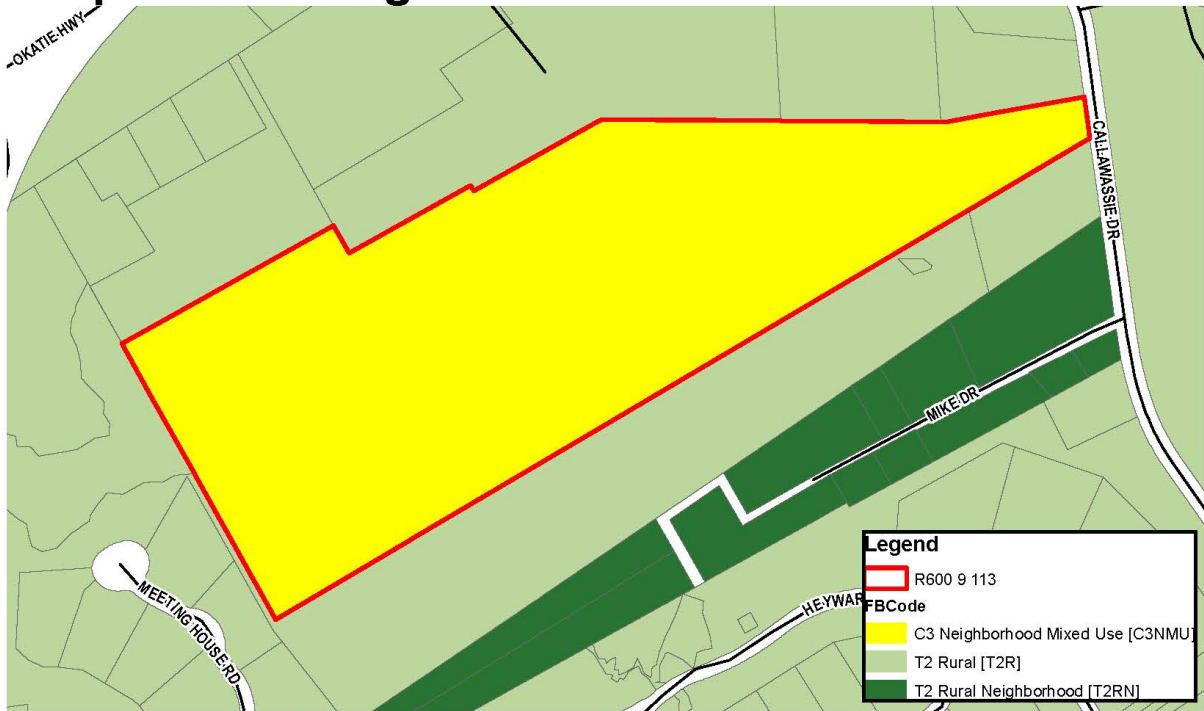 OKATIE HWY
CALLAWASSIE DR
MIKE DR
MEETING HOUSE RD
HEYWAR
Legend
R600 9 113
FBCode
C3 Neighborhood Mixed Use [C3NMU]
T2 Rural [T2R]
T2 Rural Neighborhood [T2RN]